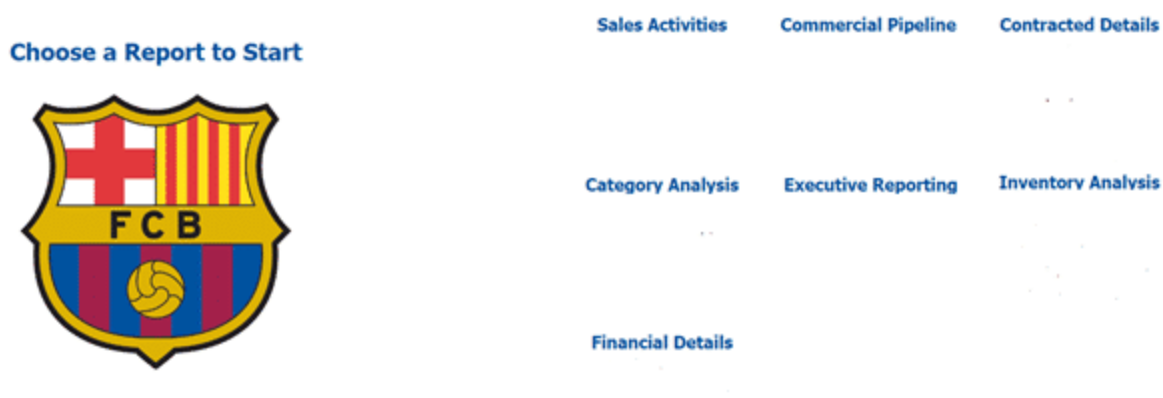 Choose a Report to Start
FCB
Sales Activities
Commercial Pipeline
Contracted Details
Category Analysis
Executive Reporting
Inventory Analysis
Financial Details